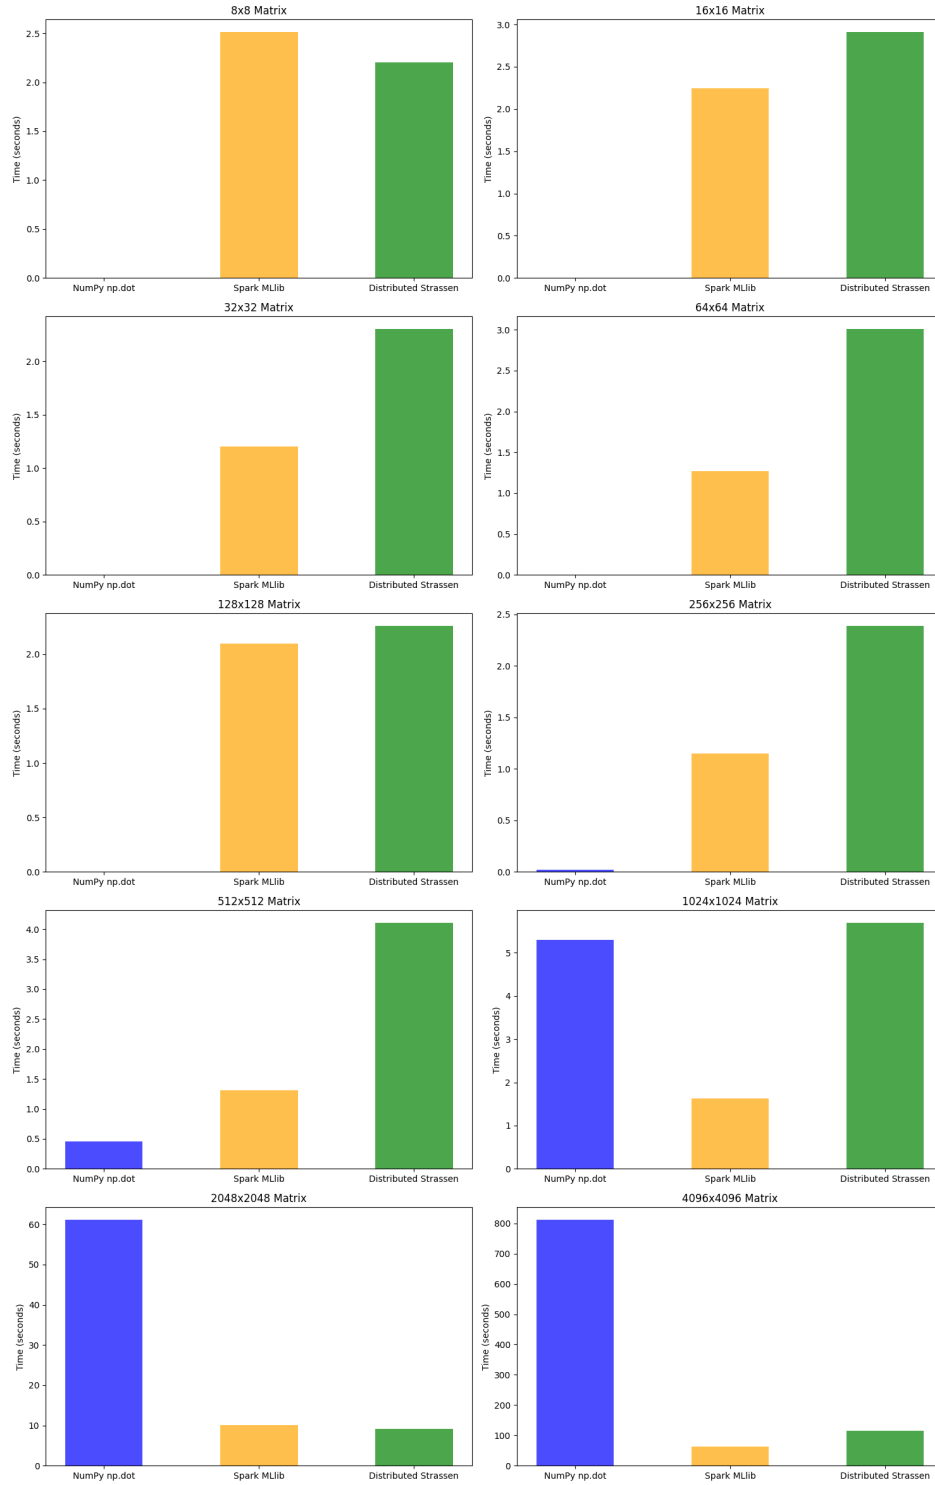 8x8 Matrix
2.5
2.0
1.5
1.0
0.5
0.0
Time (seconds)
NumPy np.dot
Spark MLlib
Distributed Strassen
16x16 Matrix
3.0
2.5
2.0
1.5
1.0
0.5
0.0
Time (seconds)
NumPy np.dot
Spark MLlib
Distributed Strassen
32x32 Matrix
2.0
1.5
1.0
0.5
0.0
Time (seconds)
NumPy np.dot
Spark MLlib
Distributed Strassen
64x64 Matrix
3.0
2.5
2.0
1.5
1.0
0.5
0.0
Time (seconds)
NumPy np.dot
Spark MLlib
Distributed Strassen
128x128 Matrix
2.0
1.5
1.0
0.5
0.0
Time (seconds)
NumPy np.dot
Spark MLlib
Distributed Strassen
256x256 Matrix
2.5
2.0
1.5
1.0
0.5
0.0
Time (seconds)
NumPy np.dot
Spark MLlib
Distributed Strassen
512x512 Matrix
4.0
3.5
3.0
2.5
2.0
1.5
1.0
0.5
0.0
Time (seconds)
NumPy np.dot
Spark MLlib
Distributed Strassen
1024x1024 Matrix
5
4
3
2
1
0
Time (seconds)
NumPy np.dot
Spark MLlib
Distributed Strassen
2048x2048 Matrix
60
50
40
30
20
10
0
Time (seconds)
NumPy np.dot
Spark MLlib
Distributed Strassen
4096x4096 Matrix
800
700
600
500
400
300
200
100
0
Time (seconds)
NumPy np.dot
Spark MLlib
Distributed Strassen